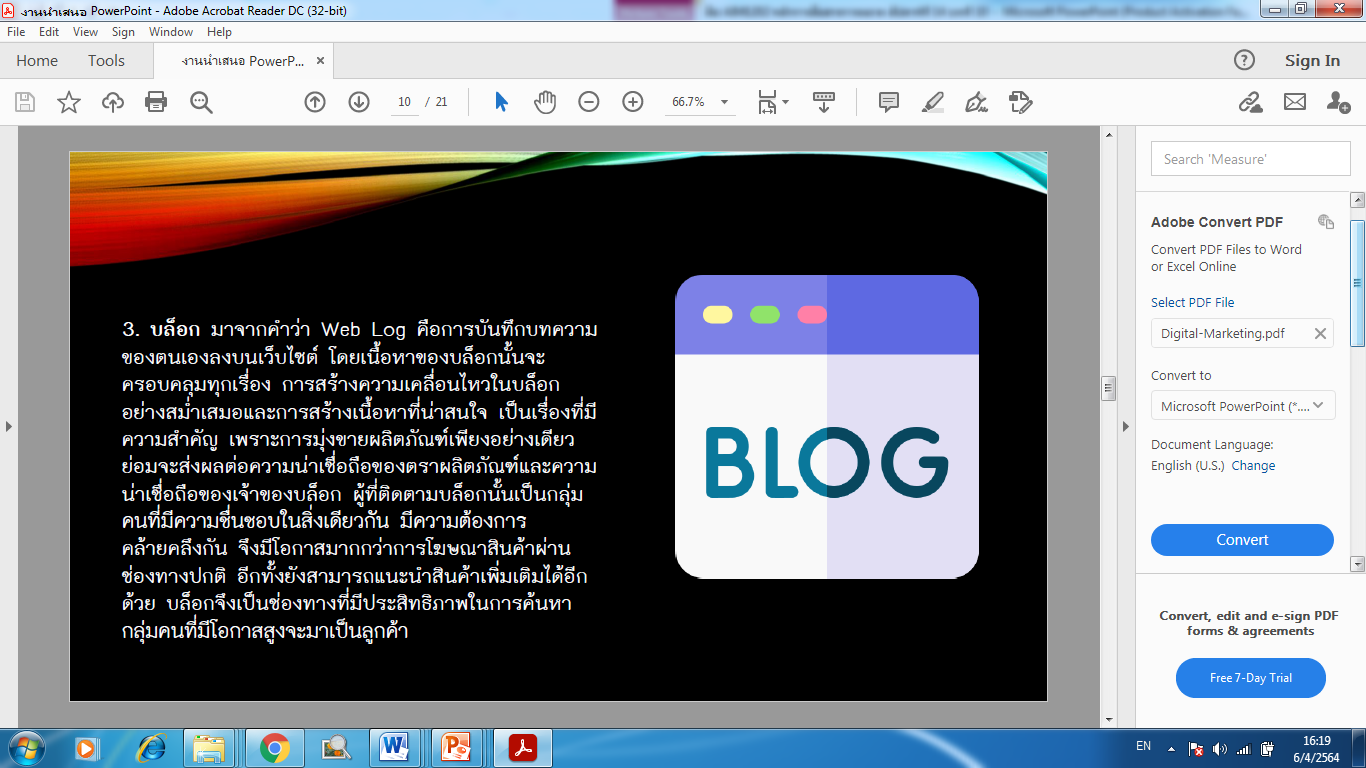 งานนำเสนอ PowerPoint - Adobe Acrobat Reader DC (32-bit)
File Edit View Sign Window Help
Home Tools งานนำเสนอ PowerP... × Sign In
10 / 21 66.7%
Search 'Measure'
Adobe Convert PDF
Convert PDF Files to Word
or Excel Online
Select PDF File
Digital-Marketing.pdf
Convert to
Microsoft PowerPoint (*....
Document Language:
English (U.S.) Change
Convert
Convert, edit and e-sign PDF
forms & agreements
Free 7-Day Trial
3. บล็อก มาจากคำว่า Web Log คือการบันทึกบทความ
ของตนเองลงบนเว็บไซต์ โดยเนื้อหาของบล็อกนั้นจะ
ครอบคลุมทุกเรื่อง การสร้างความเคลื่อนไหวในบล็อก
อย่างสม่ำเสมอและการสร้างเนื้อหาที่น่าสนใจ เป็นเรื่องที่มี
ความสำคัญ เพราะการมุ่งขายผลิตภัณฑ์เพียงอย่างเดียว
ย่อมจะส่งผลต่อความน่าเชื่อถือของตราผลิตภัณฑ์และความ
น่าเชื่อถือของเจ้าของบล็อก ผู้ที่ติดตามบล็อกนั้นเป็นกลุ่ม
คนที่มีความชื่นชอบในสิ่งเดียวกัน มีความต้องการ
คล้ายคลึงกัน จึงมีโอกาสมากกว่าการโฆษณาสินค้าผ่าน
ช่องทางปกติ อีกทั้งยังสามารถแนะนำสินค้าเพิ่มเติมได้อีก
ด้วย บล็อกจึงเป็นช่องทางที่มีประสิทธิภาพในการค้นหา
กลุ่มคนที่มีโอกาสสูงจะมาเป็นลูกค้า
BLOG
EN 16:19
6/4/2564